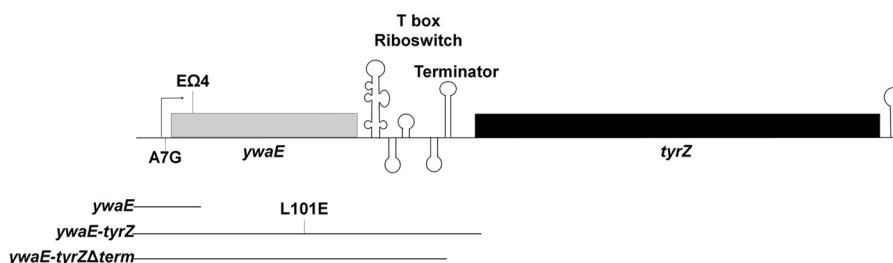 T box
Riboswitch
Terminator
EΩ4
A7G
ywaE
tyrZ
ywaE
L101E
ywaE-tyrZ
ywaE-tyrZΔterm